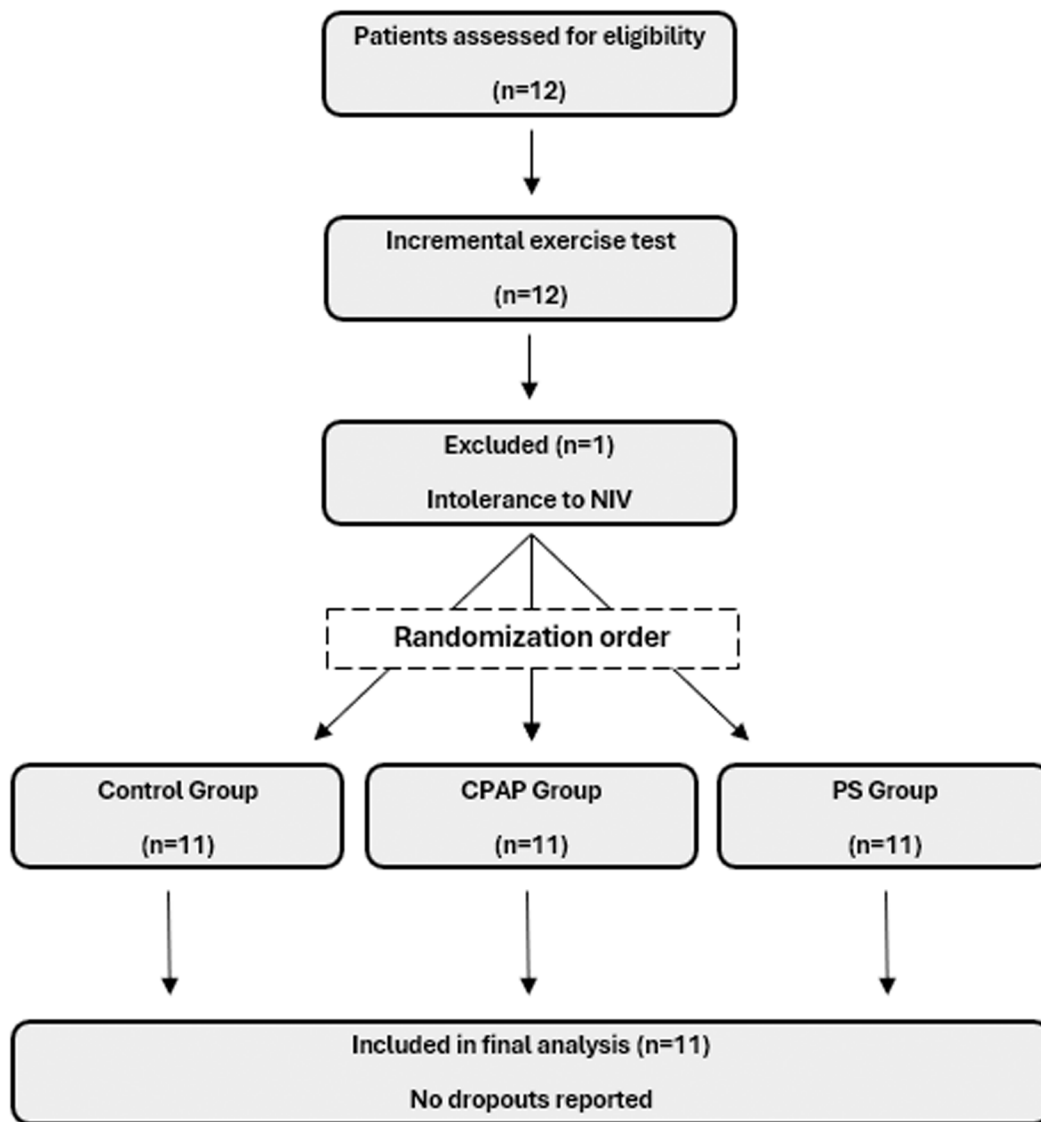 Patients assessed for eligibility
(n=12)
Incremental exercise test
(n=12)
Excluded (n=1)
Intolerance to NIV
Randomization order
Control Group
(n=11)
CPAP Group
(n=11)
PS Group
(n=11)
Included in final analysis (n=11)
No dropouts reported